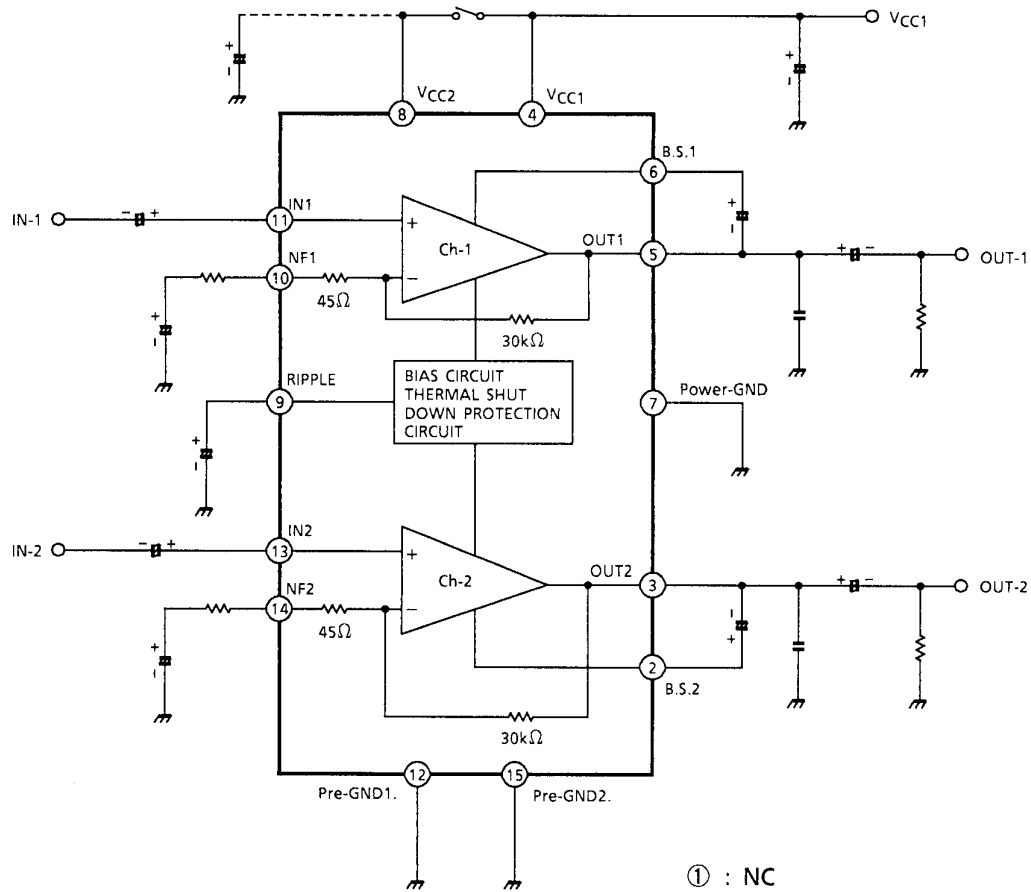 +
-
VCC1
+
-
VCC2
VCC1
8
4
B.S.1
6
IN-1
- +
IN1
11
+
Ch-1
OUT1
5
+
-
+ -
OUT-1
NF1
10
-
45Ω
30kΩ
+
-
RIPPLE
9
BIAS CIRCUIT
THERMAL SHUT
DOWN PROTECTION
CIRCUIT
Power-GND
7
+
-
IN-2
- +
IN2
13
+
Ch-2
OUT2
3
+ -
OUT-2
NF2
14
-
45Ω
-
+
2
B.S.2
+
-
30kΩ
12
15
Pre-GND1.
Pre-GND2.
① : NC